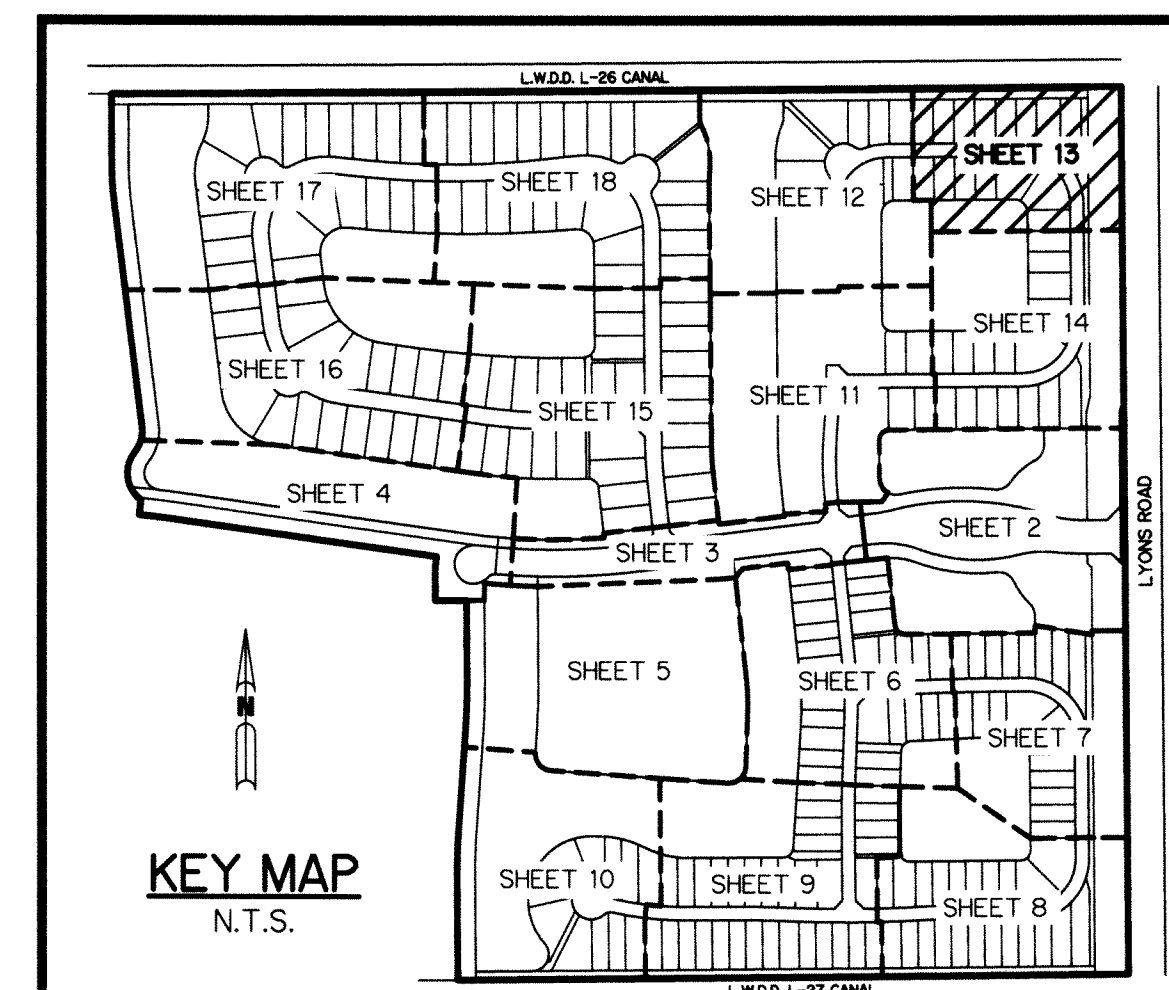 L.W.D.D. L-26 CANAL
SHEET 13
SHEET 17
SHEET 18
SHEET 12
SHEET 14
SHEET 16
SHEET 15
SHEET 11
SHEET 4
SHEET 3
SHEET 2
LYONS ROAD
SHEET 5
SHEET 6
SHEET 7
N
KEY MAP
N.T.S.
SHEET 10
SHEET 9
SHEET 8
L.W.D.D. L-27 CANAL